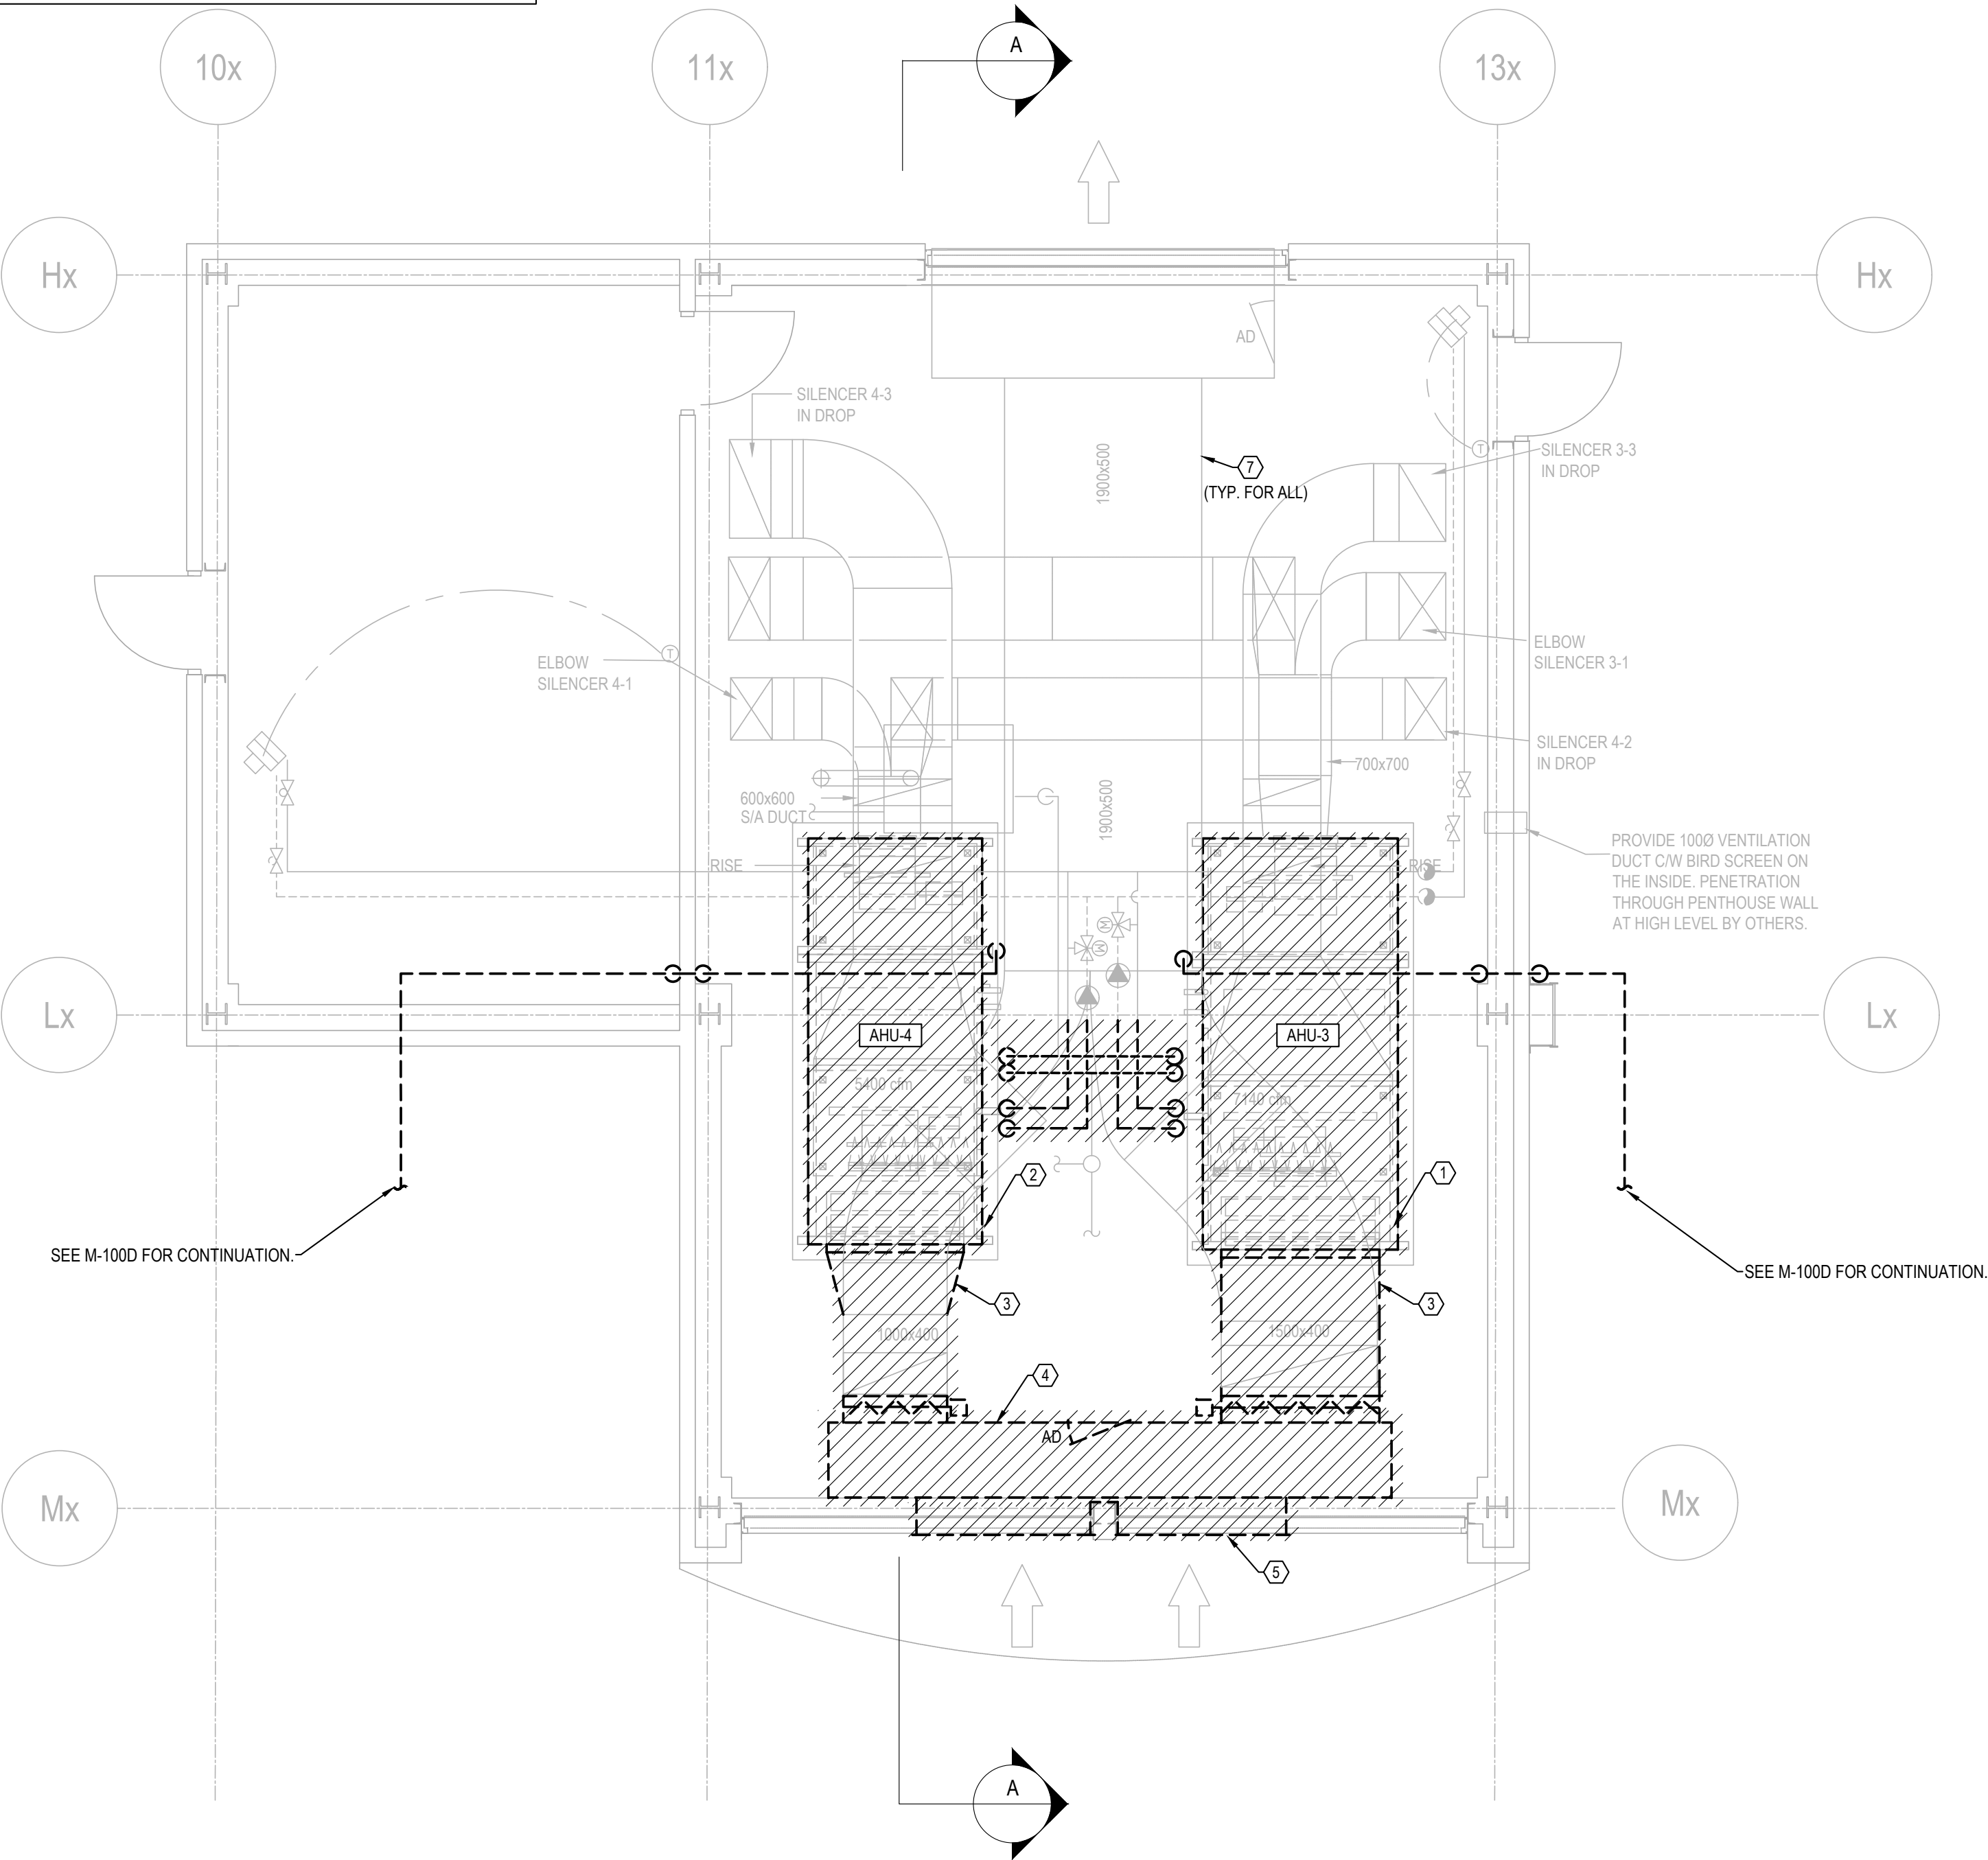 A
10x
11x
13x
Hx
Hx
AD
SILENCER 4-3
IN DROP
1900x500
7
(TYP. FOR ALL)
T
SILENCER 3-3
IN DROP
T
ELBOW
SILENCER 4-1
ELBOW
SILENCER 3-1
SILENCER 4-2
IN DROP
700x700
600x600
S/A DUCT
1900x500
PROVIDE 100Ø VENTILATION
DUCT C/W BIRD SCREEN ON
THE INSIDE. PENETRATION
THROUGH PENTHOUSE WALL
AT HIGH LEVEL BY OTHERS.
RISE
RISE
M
M
Lx
Lx
AHU-4
AHU-3
5400 cfm
7140 cfm
2
1
SEE M-100D FOR CONTINUATION.
SEE M-100D FOR CONTINUATION.
3
3
1000x400
1500x400
4
AD
Mx
Mx
5
A